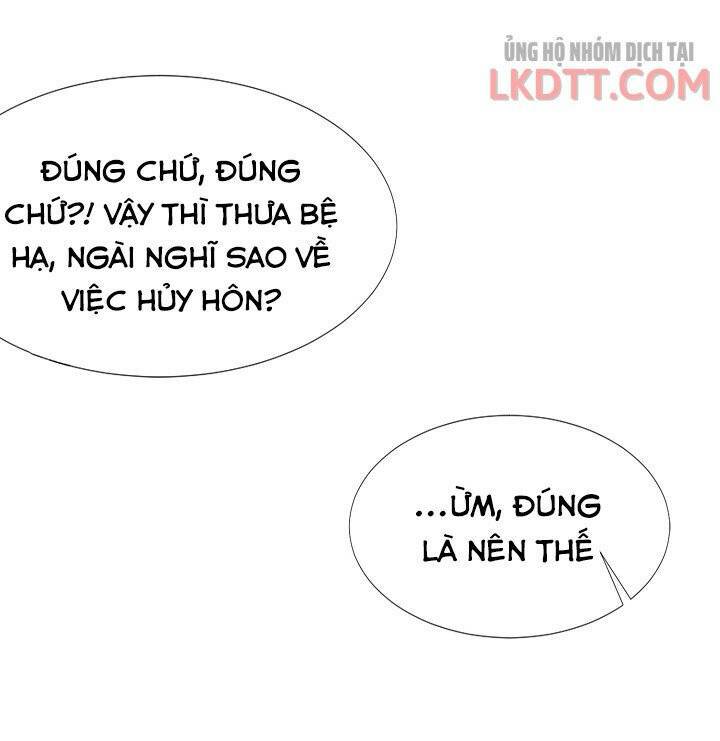 ỦNG HỘ NHÓM DỊCH TẠI
LKDTT.COM
ĐÚNG CHỨ, ĐÚNG
CHỨ?! VẬY THÌ THƯA BỆ
HẠ, NGÀI NGHĨ SAO VỀ
VIỆC HỦY HÔN?
...ỪM, ĐÚNG
LÀ NÊN THẾ